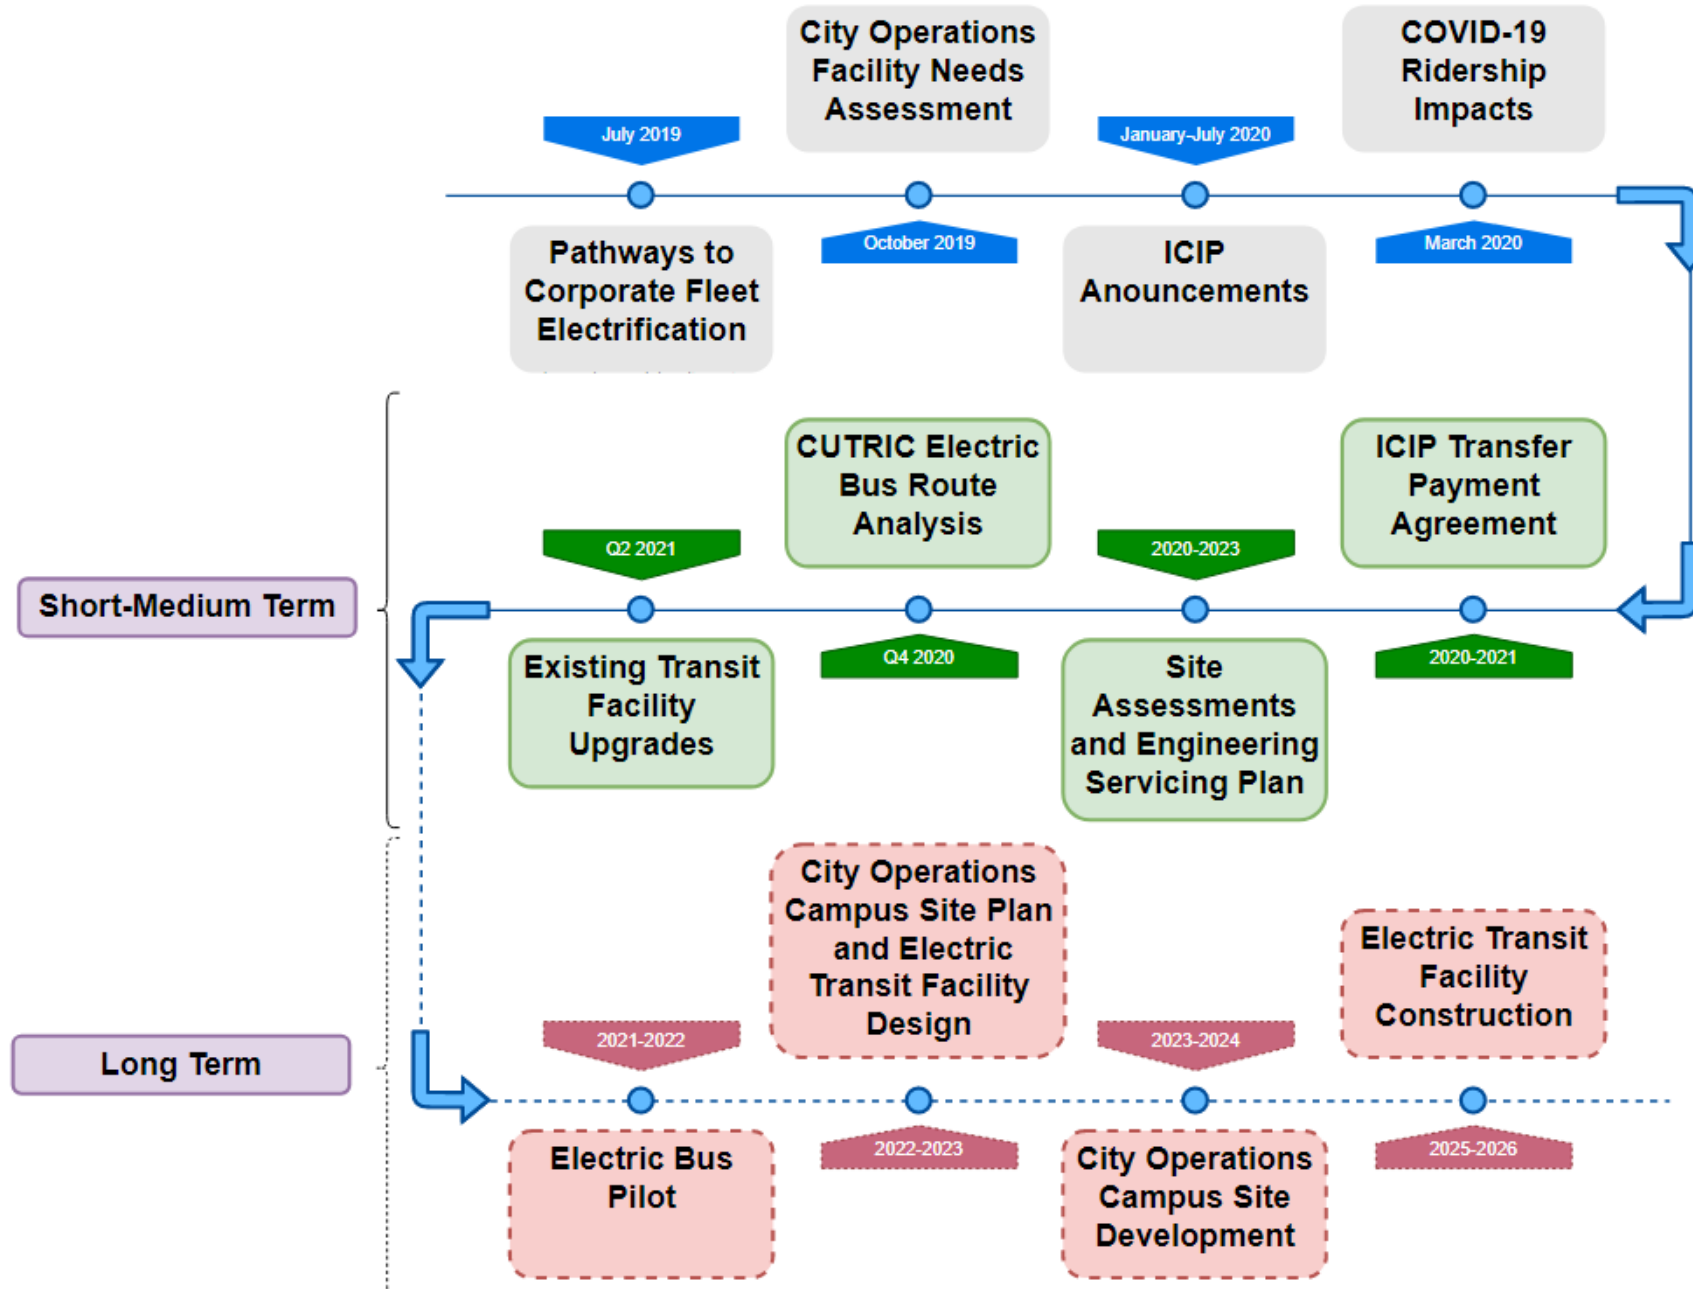 City Operations
Facility Needs
Assessment
COVID-19
Ridership
Impacts
July 2019
January-July 2020
Pathways to
Corporate Fleet
Electrification
October 2019
ICIP
Anouncements
March 2020
CUTRIC Electric
Bus Route
Analysis
ICIP Transfer
Payment
Agreement
Q2 2021
2020-2023
Short-Medium Term
Existing Transit
Facility
Upgrades
Q4 2020
Site
Assessments
and Engineering
Servicing Plan
2020-2021
City Operations
Campus Site Plan
and Electric
Transit Facility
Design
Electric Transit
Facility
Construction
2021-2022
2023-2024
Long Term
Electric Bus
Pilot
2022-2023
City Operations
Campus Site
Development
2025-2026